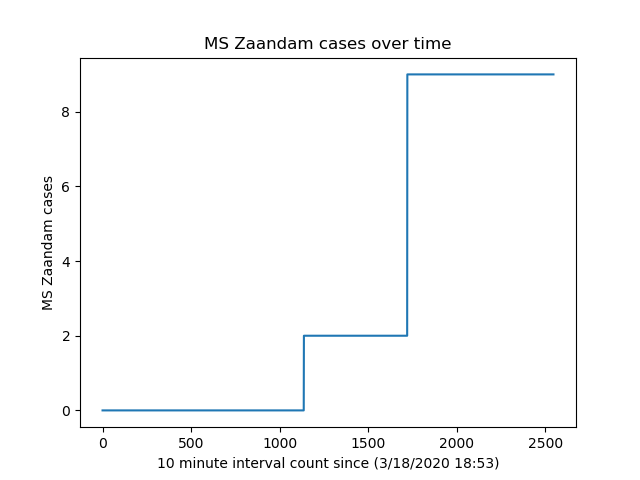 MS Zaandam cases over time
MS Zaandam cases
8
6
4
2
0
0 500 1000 1500 2000 2500
10 minute interval count since (3/18/2020 18:53)